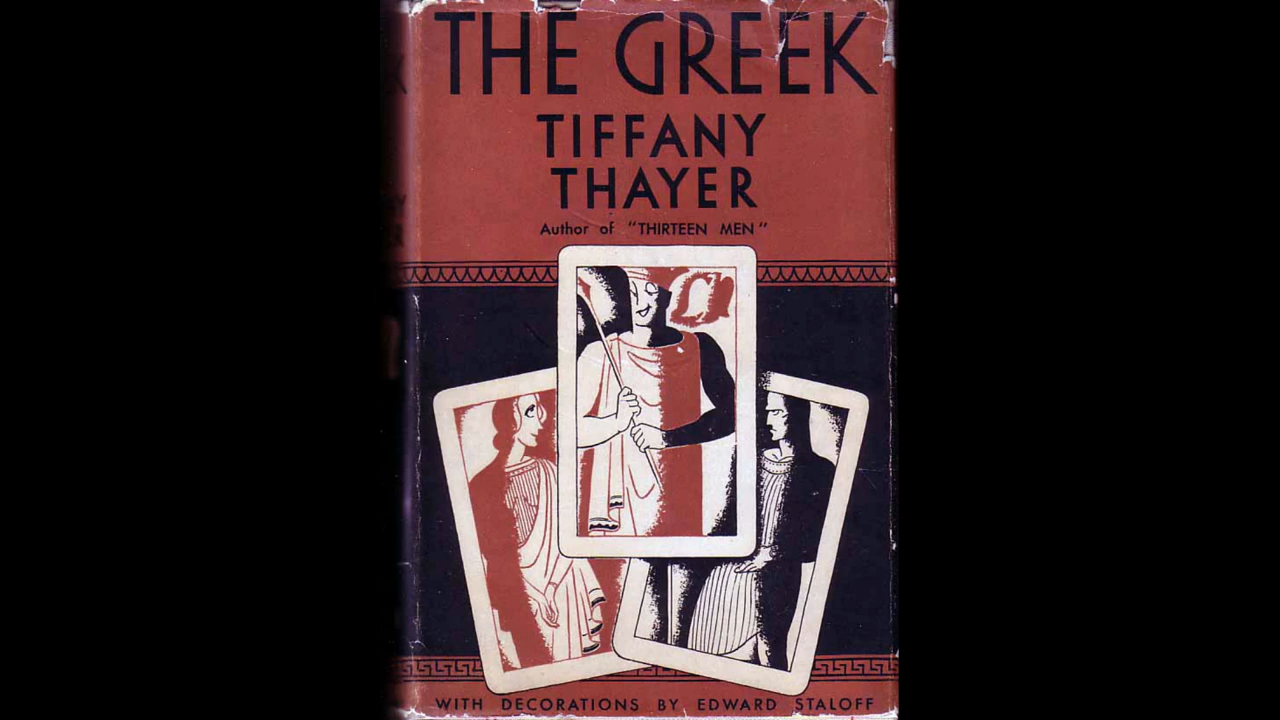 THE GREEK
TIFFANY
THAYER
Author of "THIRTEEN MEN"
WITH DECORATIONS BY EDWARD STALOFF